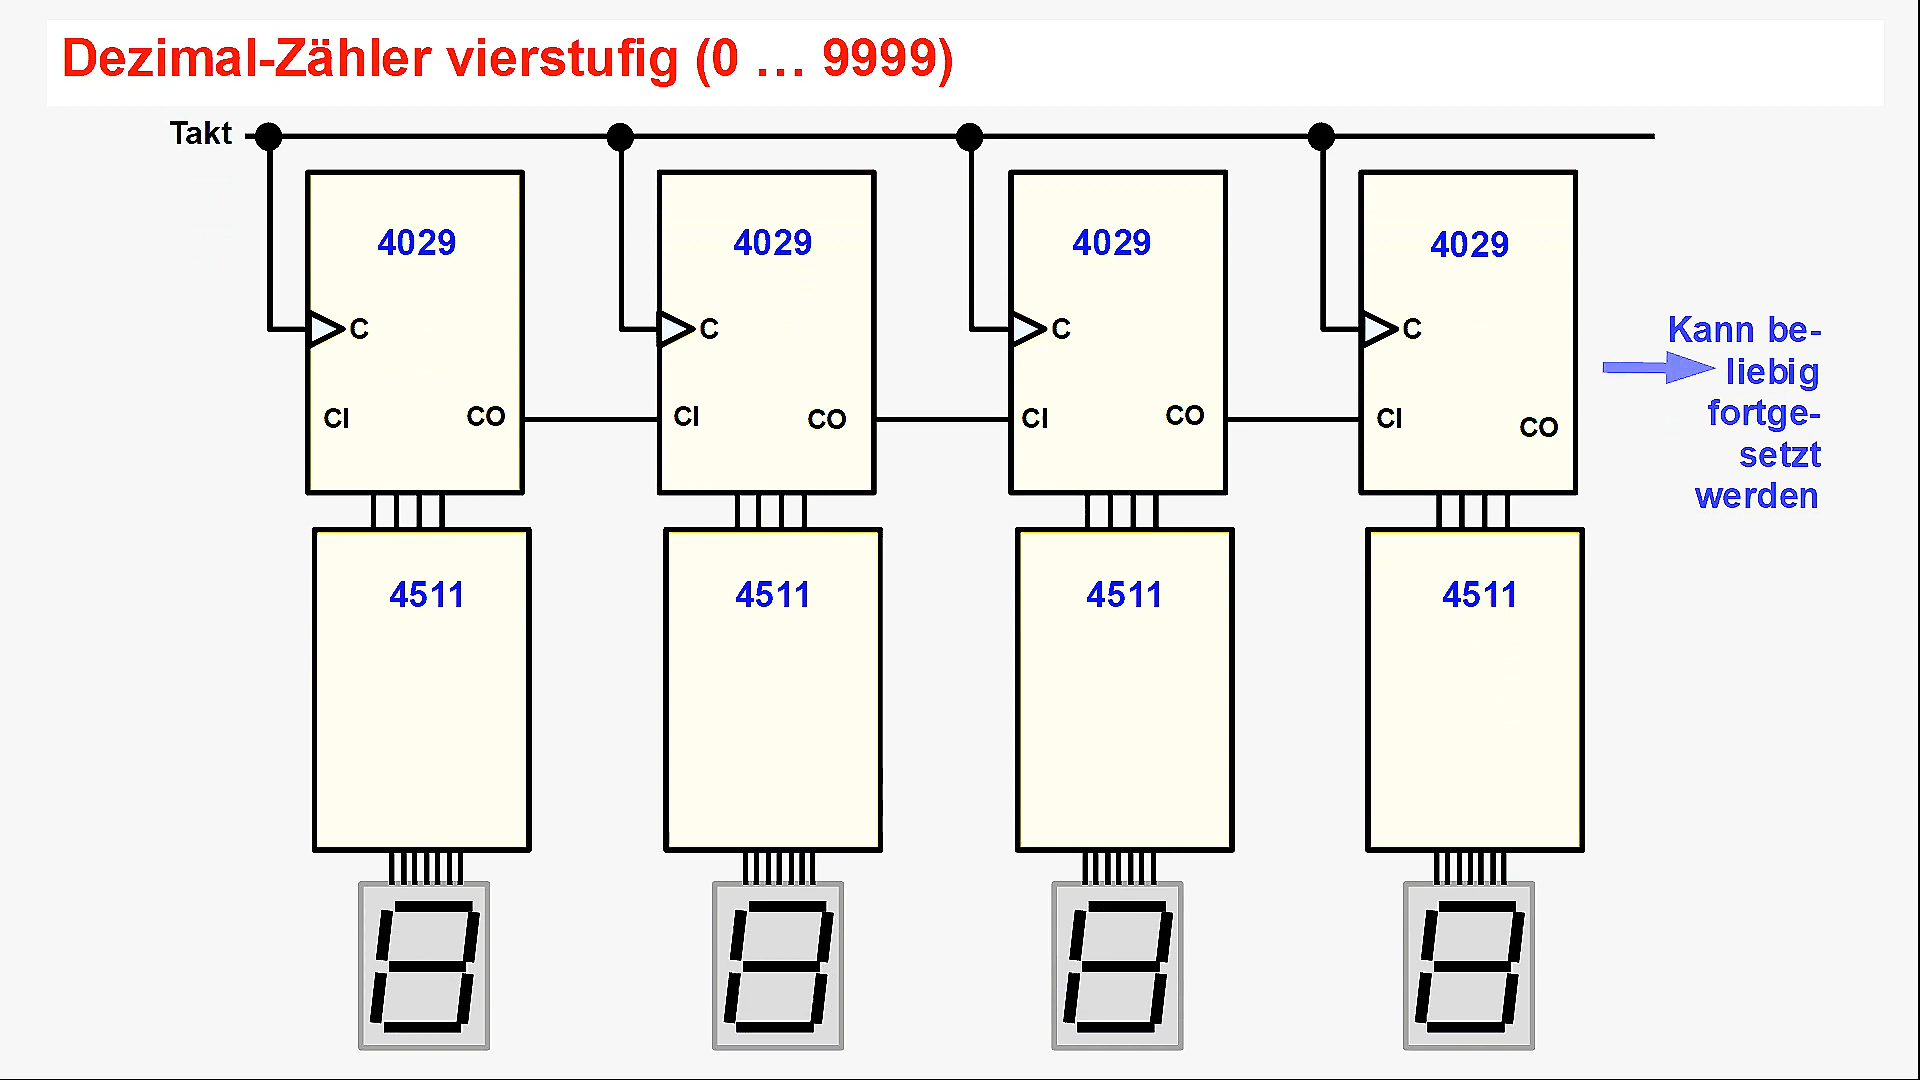 Dezimal-Zähler vierstufig (0 … 9999)
Takt
4029 4029 4029 4029
C C C C
CI CO CI CO CI CO CI CO
Kann be-
liebig
fortge-
setzt
werden
4511 4511 4511 4511